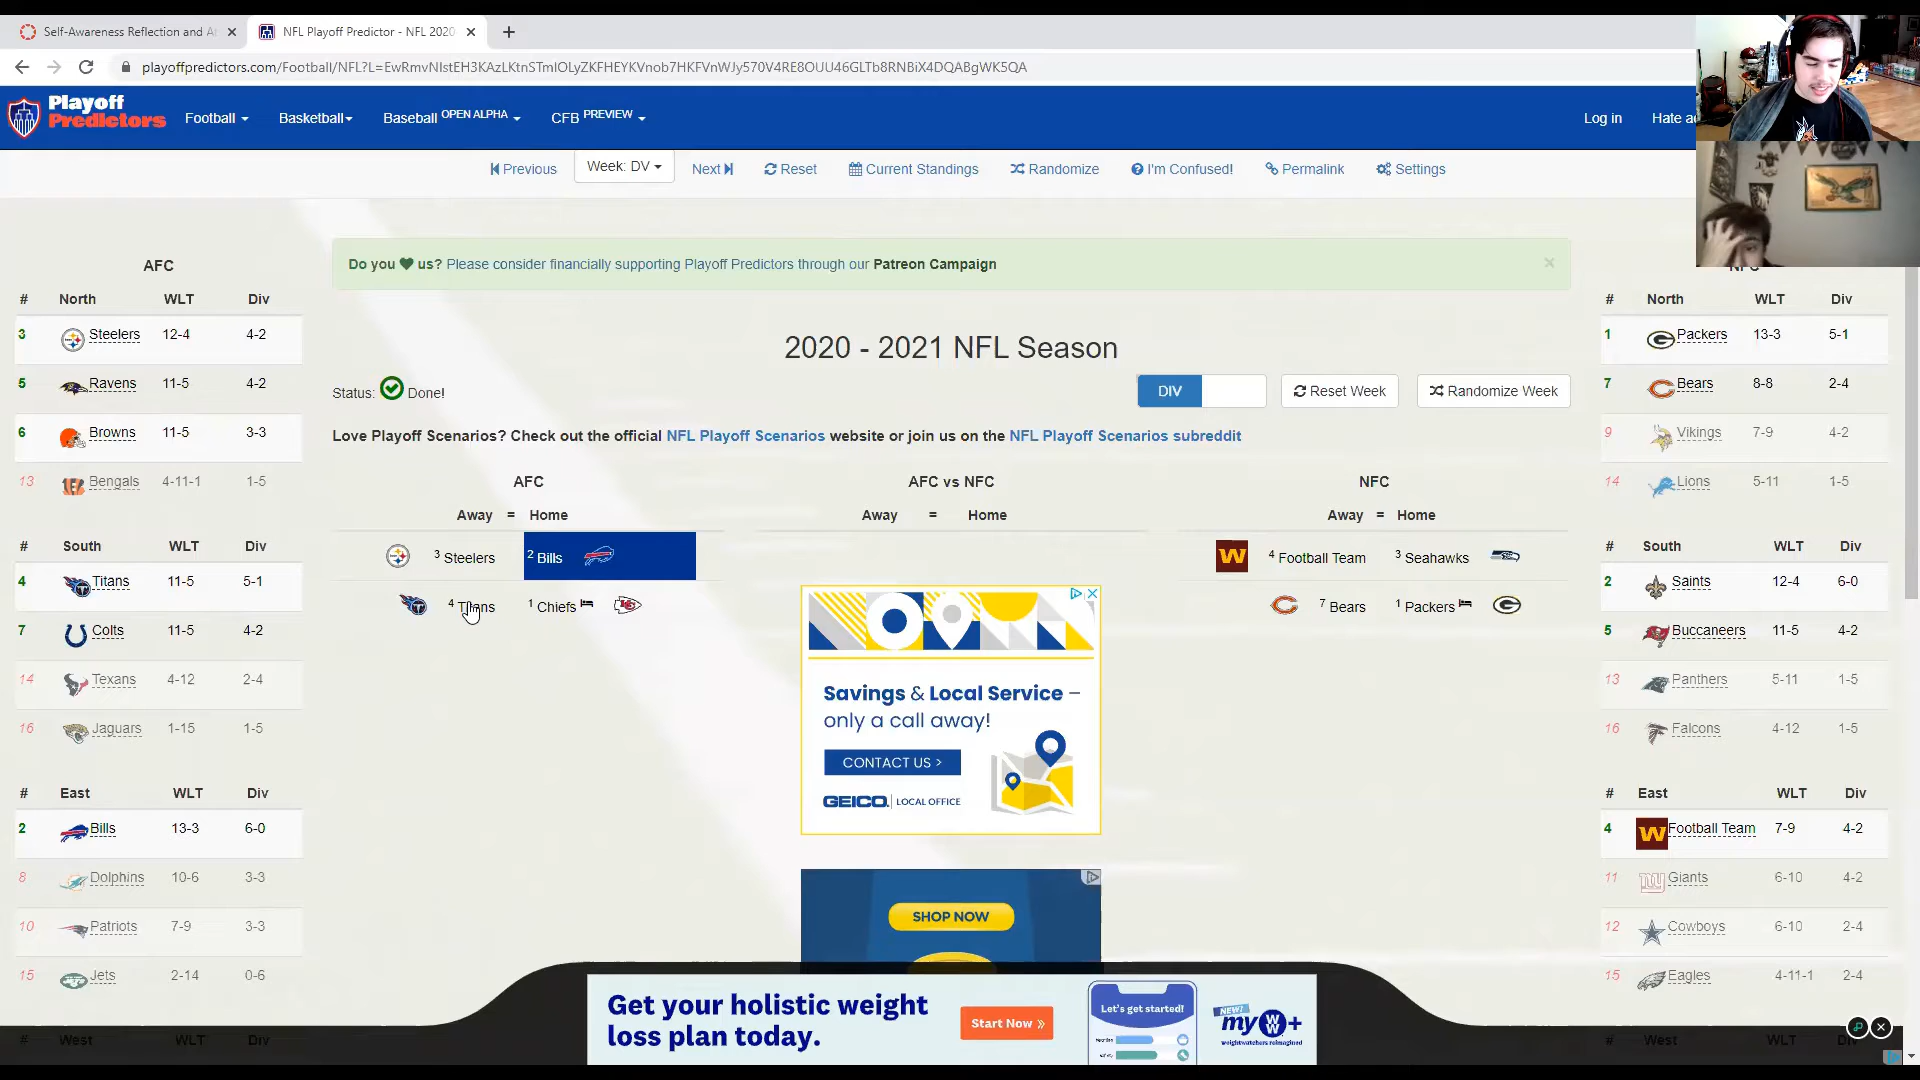 Self-Awareness Reflection and A
NFL Playoff Predictor - NFL 2020
playoffpredictors.com/Football/NFL?L=EwRmvNIstEH3KAzLKtnSTmIOLyZKFHEYKVnob7HKFVnWJy570V4RE8OUU46GLTb8RNBiX4DQABgWK5QA
Playoff
Predictors
Football
Basketball
Baseball OPEN ALPHA
CFB PREVIEW
Log in
Hate a
Previous
Week: DV
Next
Reset
Current Standings
Randomize
I'm Confused!
Permalink
Settings
Do you us? Please consider financially supporting Playoff Predictors through our Patreon Campaign
×
2020 - 2021 NFL Season
Status: Done!
DIV
Reset Week
Randomize Week
Love Playoff Scenarios? Check out the official NFL Playoff Scenarios website or join us on the NFL Playoff Scenarios subreddit
AFC
# North WLT Div
3 Steelers 12-4 4-2
5 Ravens 11-5 4-2
6 Browns 11-5 3-3
13 Bengals 4-11-1 1-5
# South WLT Div
4 Titans 11-5 5-1
7 Colts 11-5 4-2
14 Texans 4-12 2-4
16 Jaguars 1-15 1-5
# East WLT Div
2 Bills 13-3 6-0
8 Dolphins 10-6 3-3
10 Patriots 7-9 3-3
15 Jets 2-14 0-6
# West WLT Div
AFC
Away = Home
3 Steelers 2 Bills
4 Titans 1 Chiefs
AFC vs NFC
Away = Home
NFC
Away = Home
4 Football Team 3 Seahawks
7 Bears 1 Packers
Savings & Local Service –
only a call away!
CONTACT US >
GEICO. LOCAL OFFICE
SHOP NOW
Get your holistic weight
loss plan today.
Start Now »
Let's get started!
NEW!
myWW+
weightwatchers reimagined
NFC
# North WLT Div
1 Packers 13-3 5-1
7 Bears 8-8 2-4
9 Vikings 7-9 4-2
14 Lions 5-11 1-5
# South WLT Div
2 Saints 12-4 6-0
5 Buccaneers 11-5 4-2
13 Panthers 5-11 1-5
16 Falcons 4-12 1-5
# East WLT Div
4 Football Team 7-9 4-2
11 Giants 6-10 4-2
12 Cowboys 6-10 2-4
15 Eagles 4-11-1 2-4
# West WLT